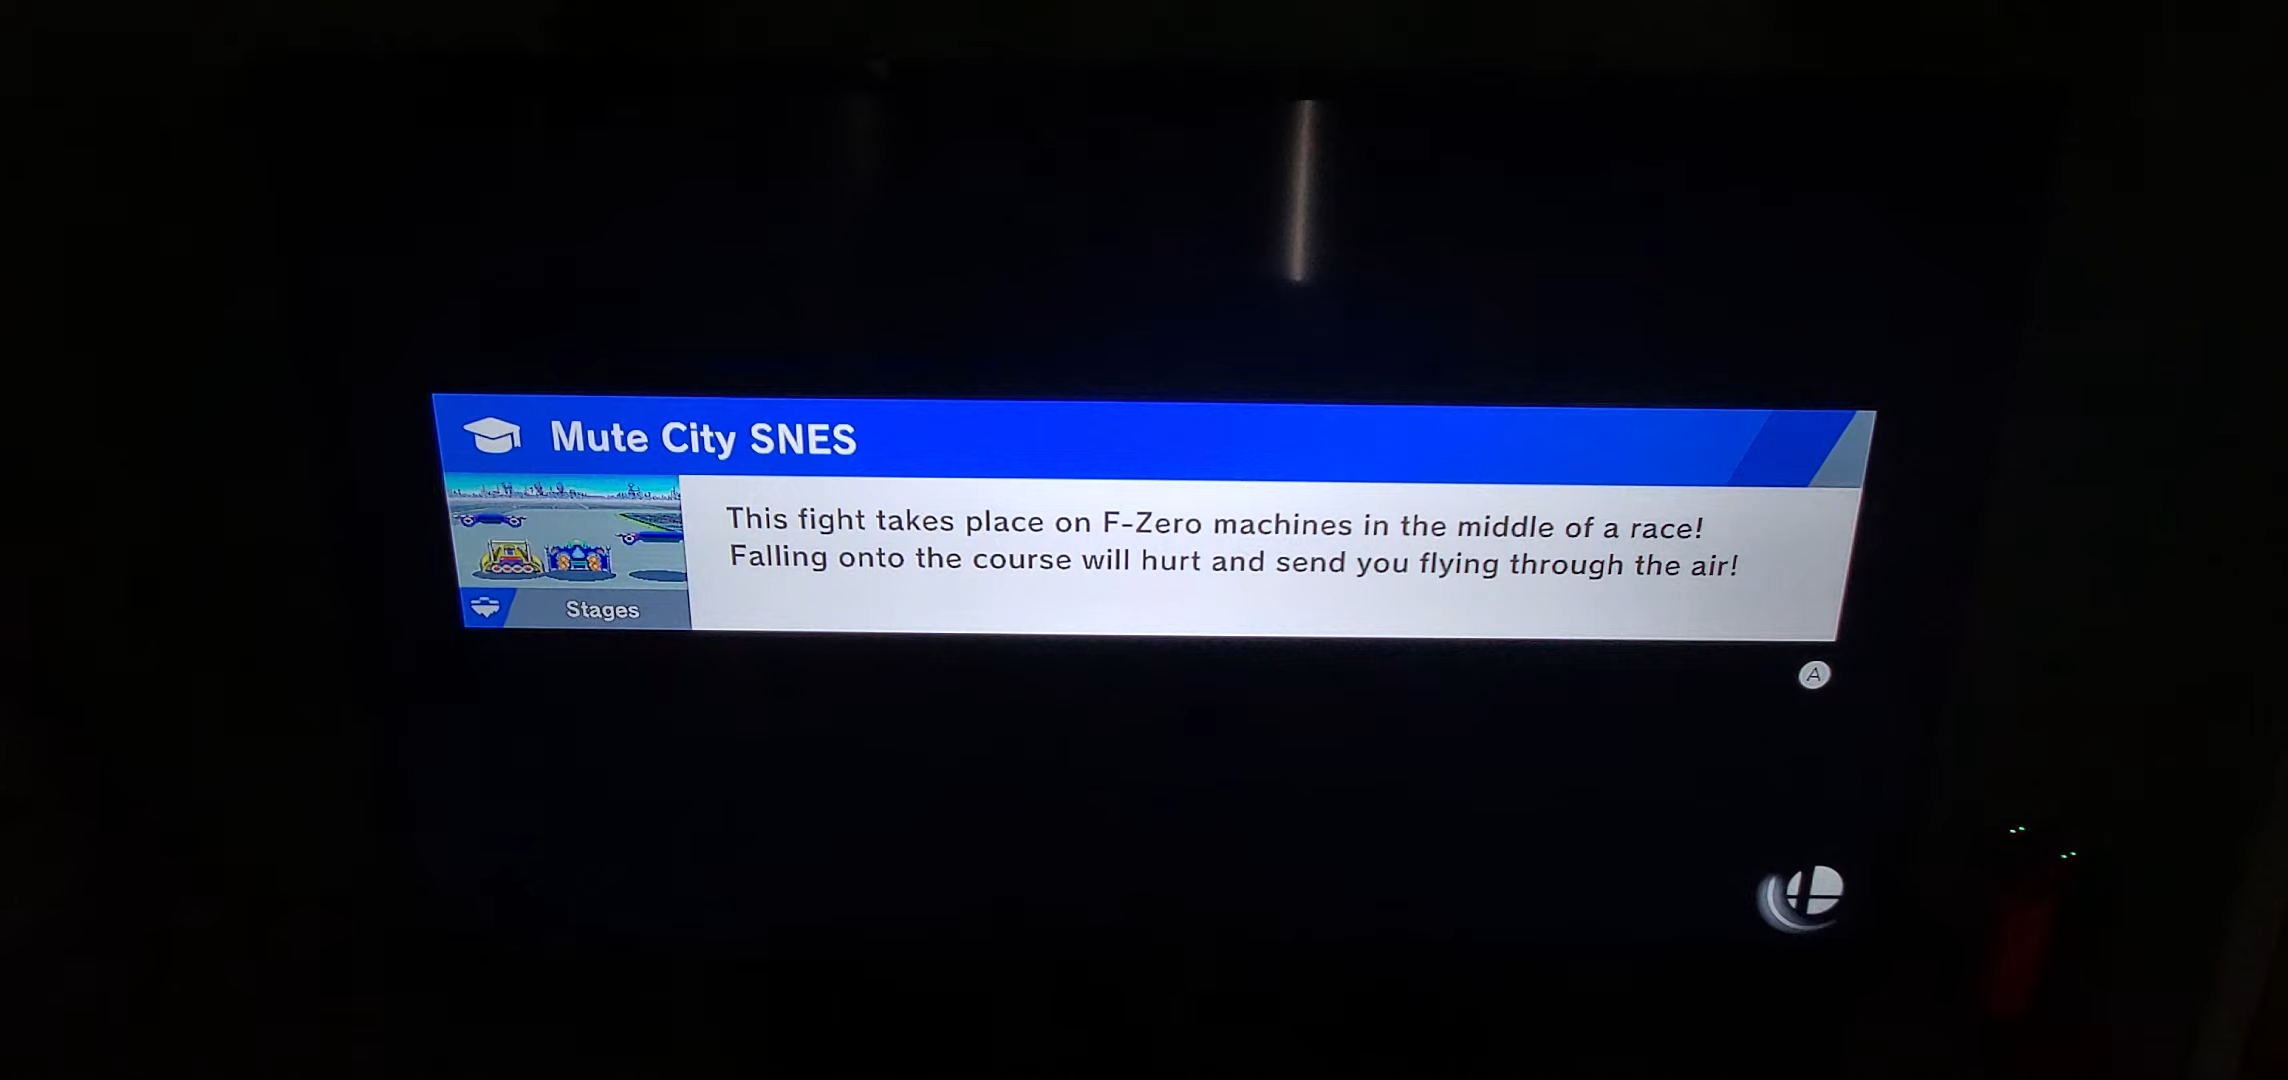 Mute City SNES
This fight takes place on F-Zero machines in the middle of a race!
Falling onto the course will hurt and send you flying through the air!
Stages
A